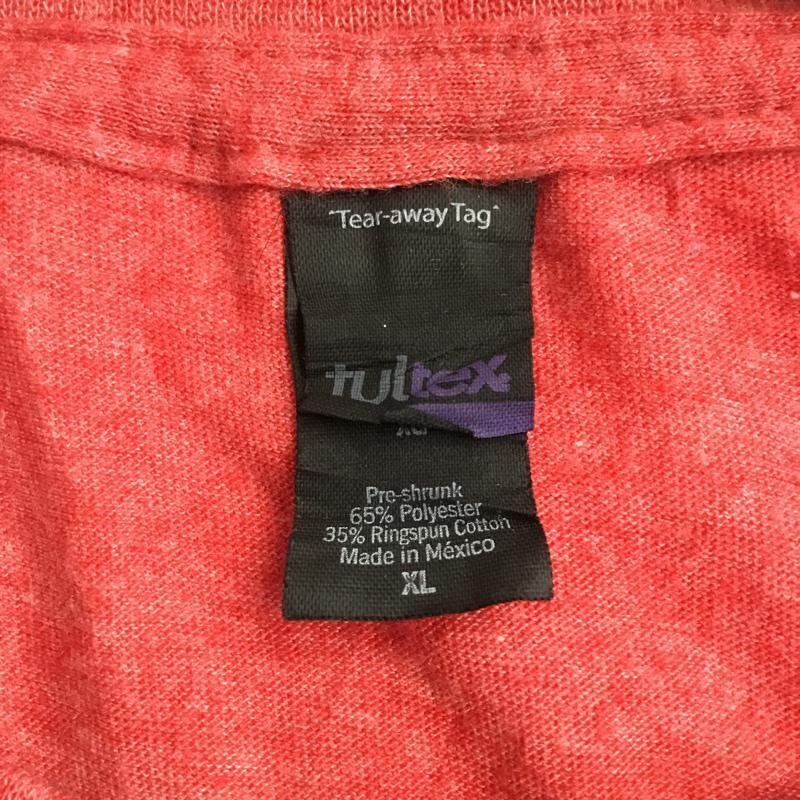 "Tear-away Tag"
tultex
Pre-shrunk
65% Polyester
35% Ringspun Cotton
Made in México
XL